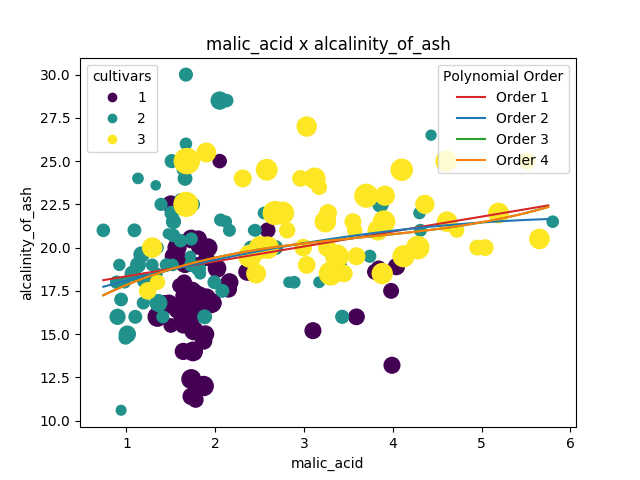 malic_acid x alcalinity_of_ash
cultivars
1
2
3
Polynomial Order
Order 1
Order 2
Order 3
Order 4
30.0
27.5
25.0
22.5
20.0
17.5
15.0
12.5
10.0
alcalinity_of_ash
1 2 3 4 5 6
malic_acid